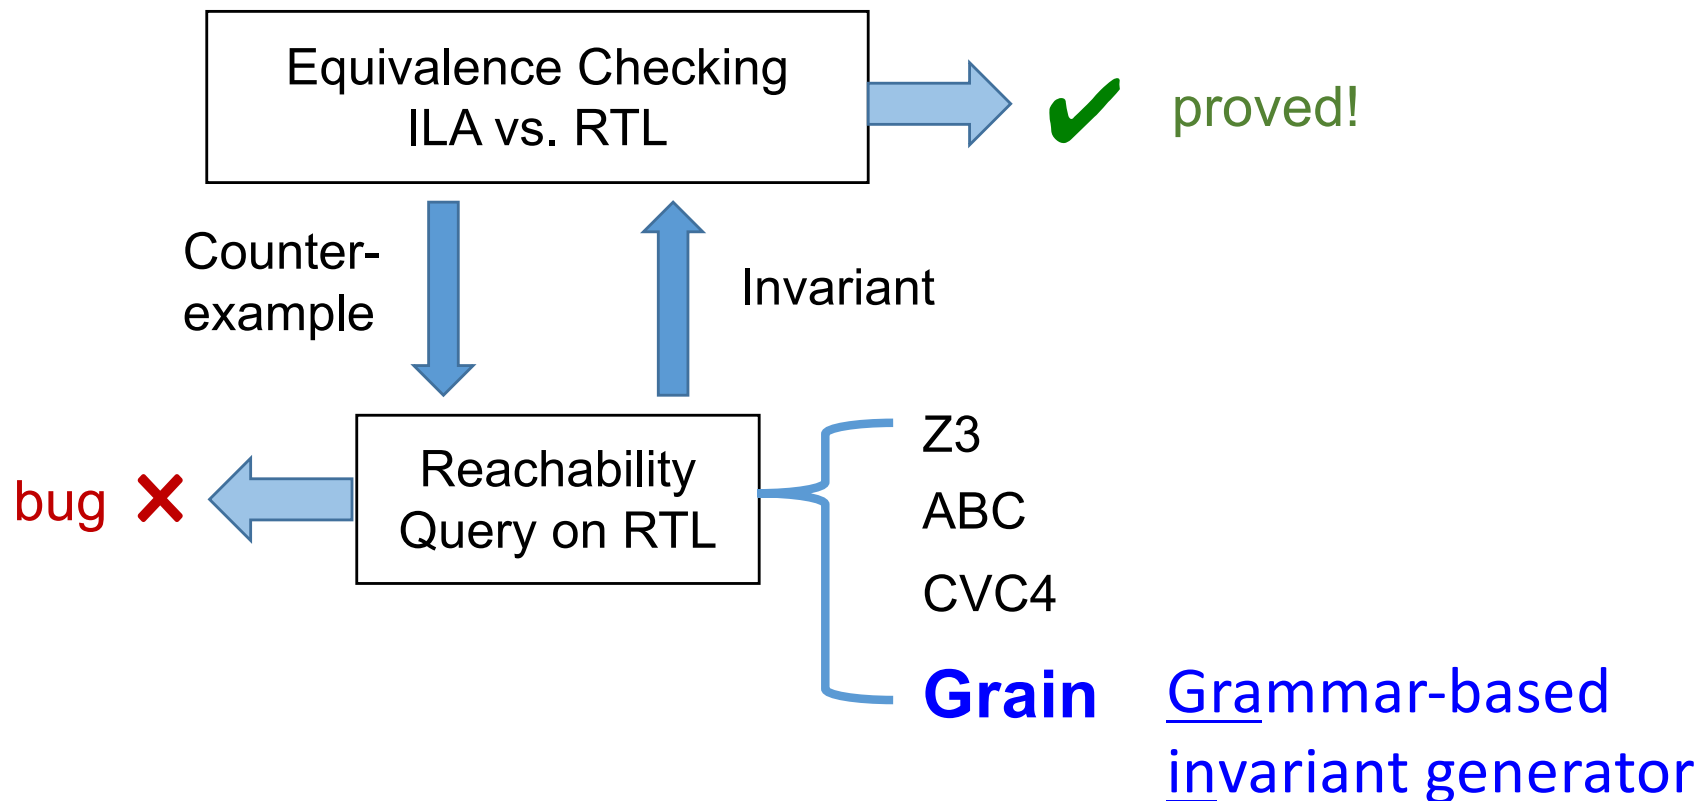 Equivalence Checking
ILA vs. RTL
proved!
Counter-
example
Invariant
Reachability
Query on RTL
bug
Z3
ABC
CVC4
Grain
Grammar-based
invariant generator